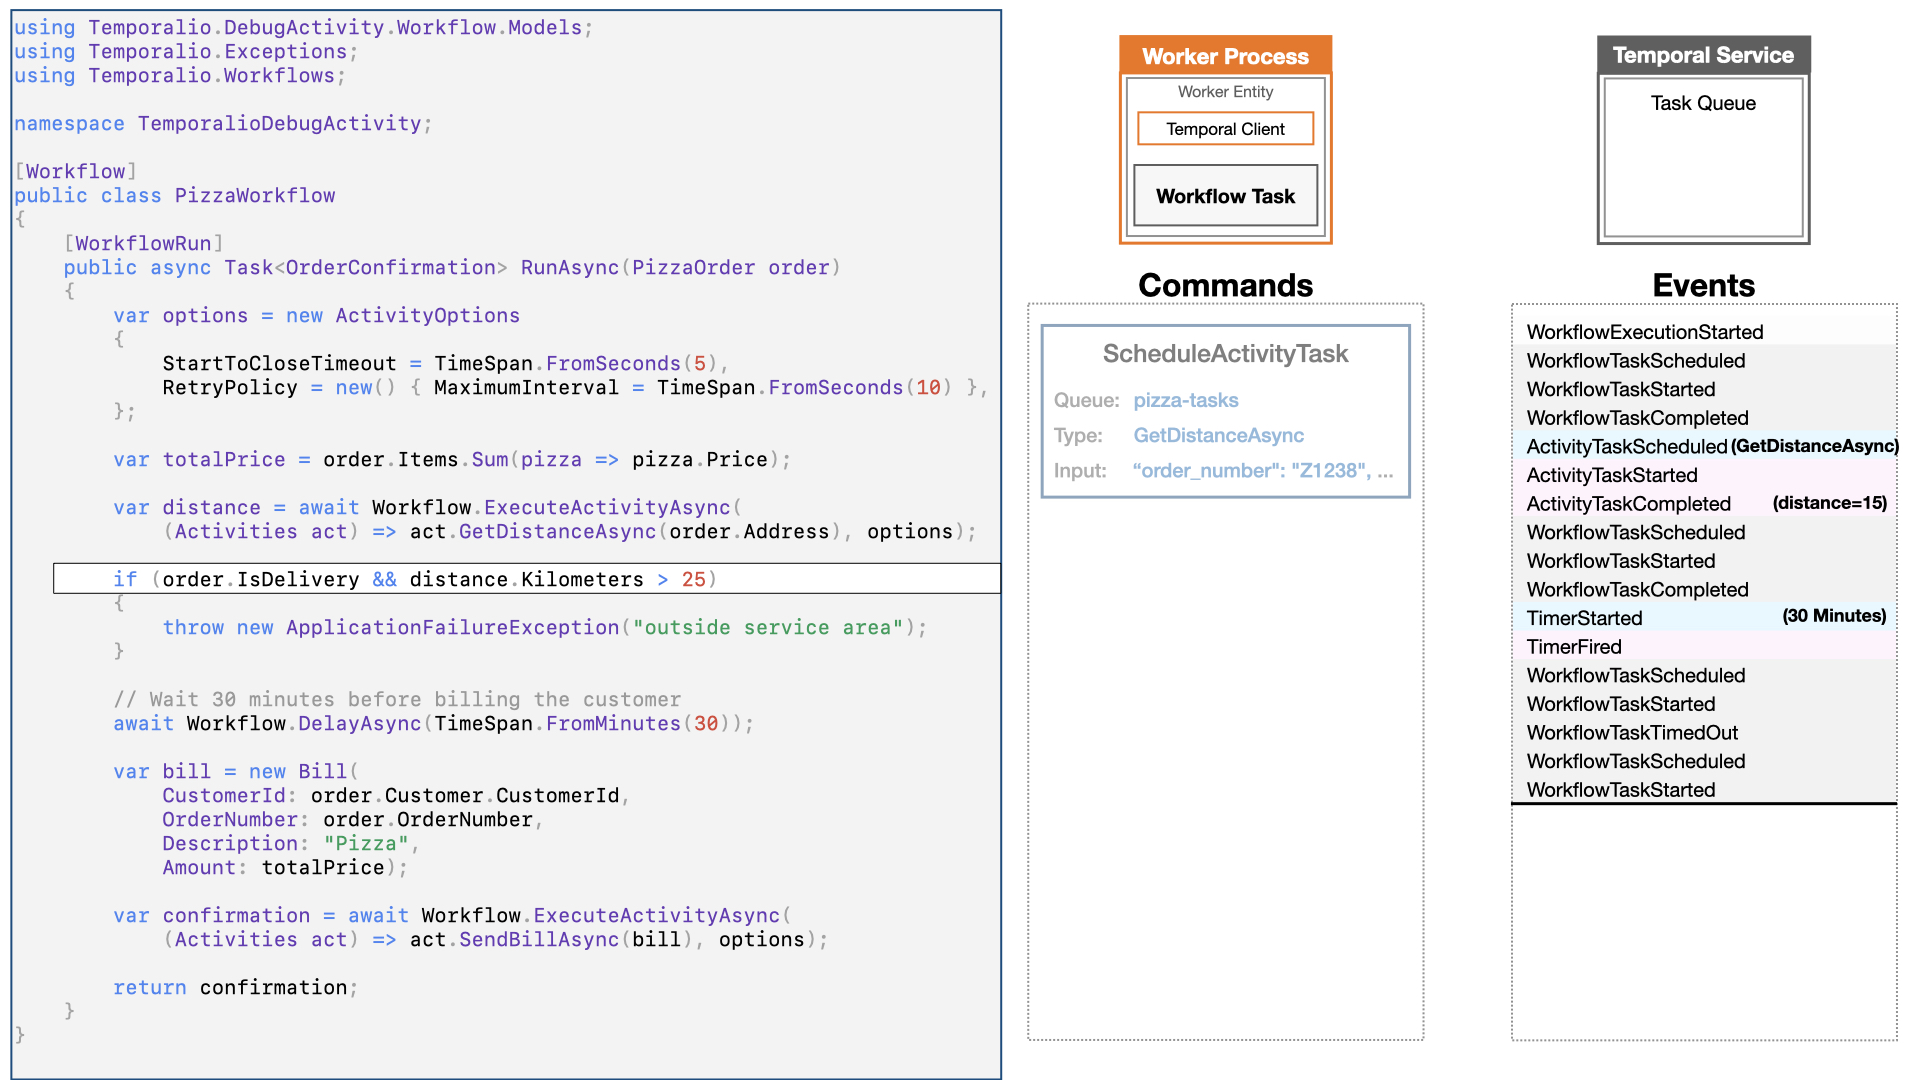 using Temporalio.DebugActivity.Workflow.Models;
using Temporalio.Exceptions;
using Temporalio.Workflows;

namespace TemporalioDebugActivity;

[Workflow]
public class PizzaWorkflow
{
    [WorkflowRun]
    public async Task<OrderConfirmation> RunAsync(PizzaOrder order)
    {
        var options = new ActivityOptions
        {
            StartToCloseTimeout = TimeSpan.FromSeconds(5),
            RetryPolicy = new() { MaximumInterval = TimeSpan.FromSeconds(10) },
        };

        var totalPrice = order.Items.Sum(pizza => pizza.Price);

        var distance = await Workflow.ExecuteActivityAsync(
            (Activities act) => act.GetDistanceAsync(order.Address), options);

        if (order.IsDelivery && distance.Kilometers > 25)
        {
            throw new ApplicationFailureException("outside service area");
        }

        // Wait 30 minutes before billing the customer
        await Workflow.DelayAsync(TimeSpan.FromMinutes(30));

        var bill = new Bill(
            CustomerId: order.Customer.CustomerId,
            OrderNumber: order.OrderNumber,
            Description: "Pizza",
            Amount: totalPrice);

        var confirmation = await Workflow.ExecuteActivityAsync(
            (Activities act) => act.SendBillAsync(bill), options);

        return confirmation;
    }
}
Worker Process
Worker Entity
Temporal Client
Workflow Task
Commands
ScheduleActivityTask
Queue: pizza-tasks
Type: GetDistanceAsync
Input: “order_number": "Z1238", ...
Temporal Service
Task Queue
Events
WorkflowExecutionStarted
WorkflowTaskScheduled
WorkflowTaskStarted
WorkflowTaskCompleted
ActivityTaskScheduled (GetDistanceAsync)
ActivityTaskStarted
ActivityTaskCompleted (distance=15)
WorkflowTaskScheduled
WorkflowTaskStarted
WorkflowTaskCompleted
TimerStarted (30 Minutes)
TimerFired
WorkflowTaskScheduled
WorkflowTaskStarted
WorkflowTaskTimedOut
WorkflowTaskScheduled
WorkflowTaskStarted